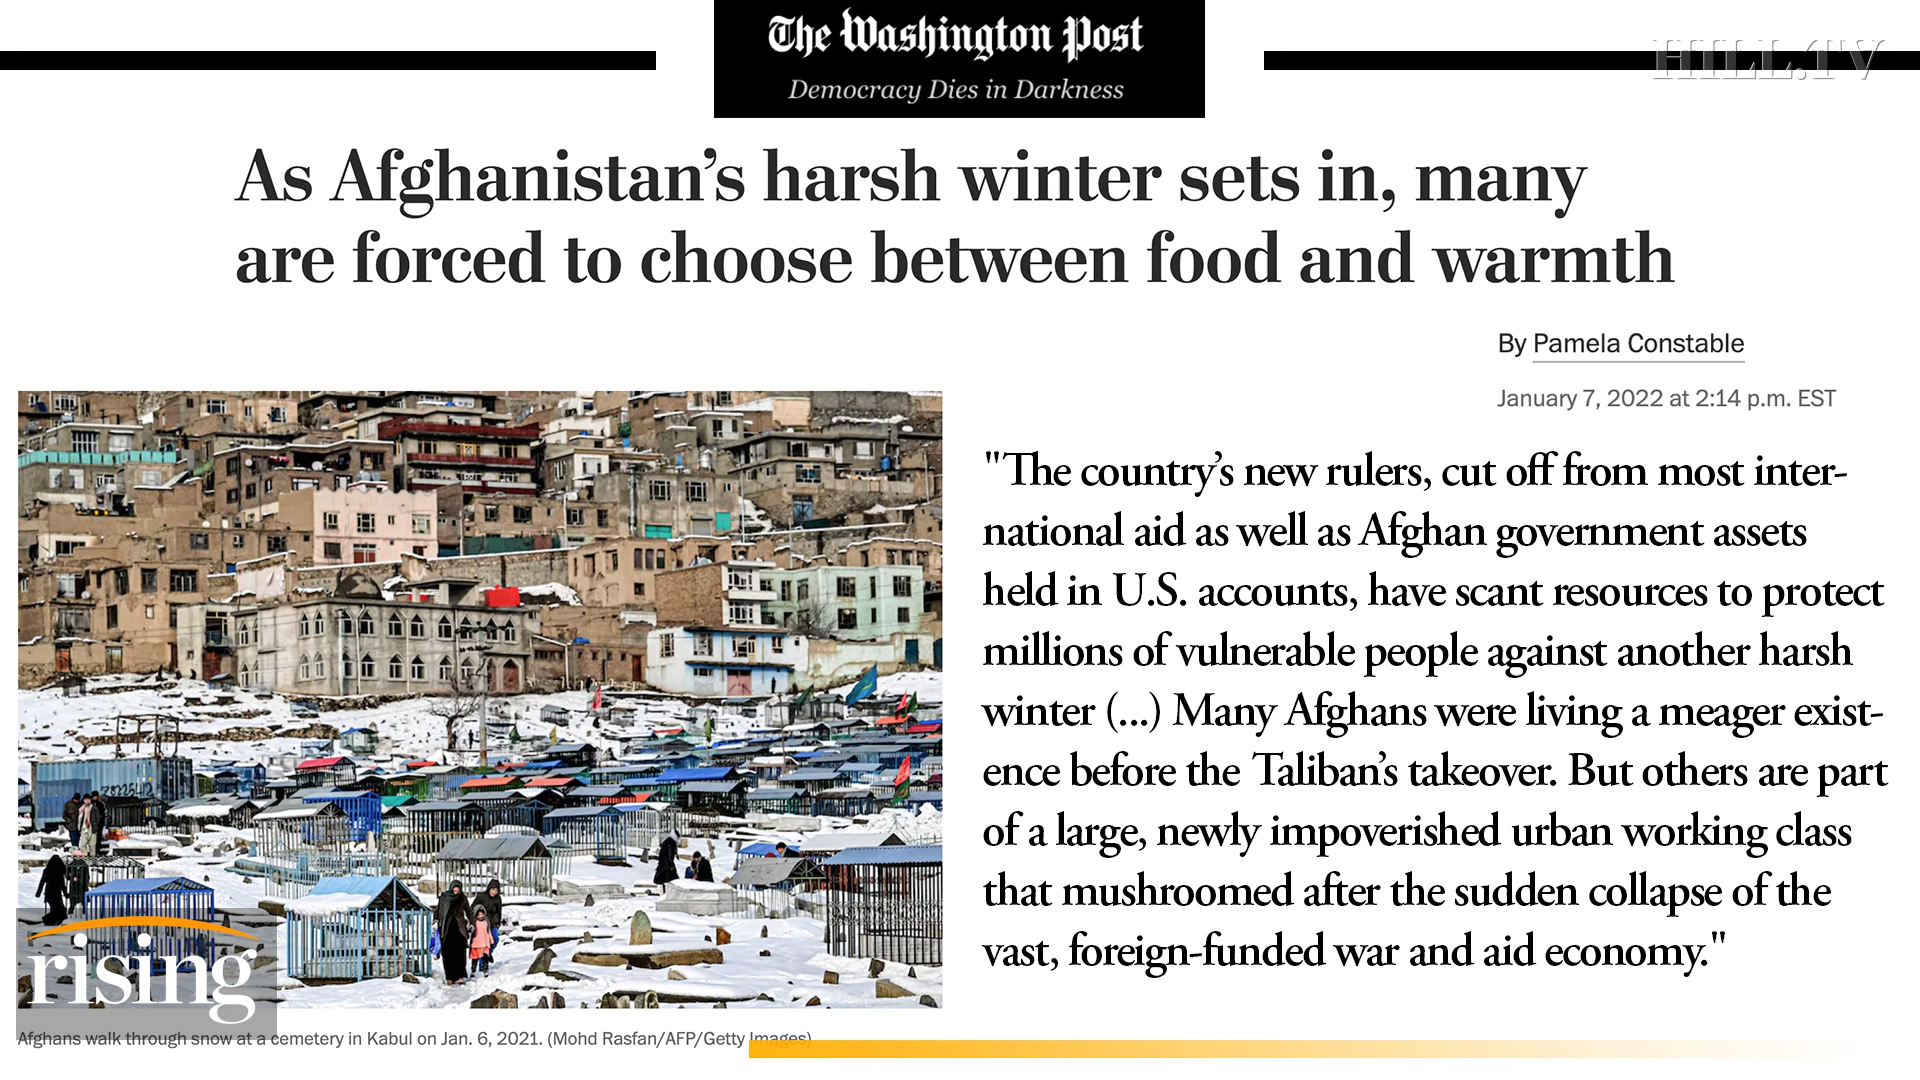 The Washington Post
Democracy Dies in Darkness
HILL.TV
As Afghanistan’s harsh winter sets in, many
are forced to choose between food and warmth
By Pamela Constable
January 7, 2022 at 2:14 p.m. EST
"The country’s new rulers, cut off from most inter-
national aid as well as Afghan government assets
held in U.S. accounts, have scant resources to protect
millions of vulnerable people against another harsh
winter (...) Many Afghans were living a meager exist-
ence before the Taliban’s takeover. But others are part
of a large, newly impoverished urban working class
that mushroomed after the sudden collapse of the
vast, foreign-funded war and aid economy."
rising
Afghans walk through snow at a cemetery in Kabul on Jan. 6, 2021. (Mohd Rasfan/AFP/Getty Images)